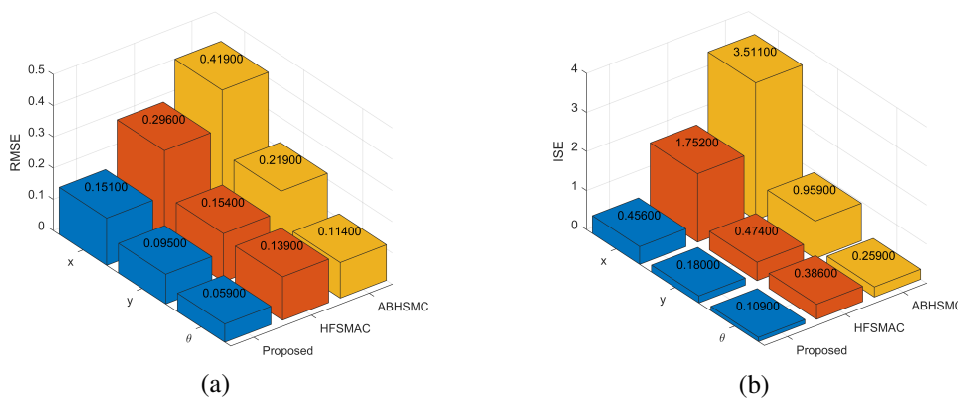 0.5
0.4
0.3
0.2
0.1
0
RMSE
0.41900
0.29600
0.21900
0.15100
0.15400
0.11400
0.09500
0.13900
0.05900
x
y
θ
Proposed
HFSMAC
ABHSMC
(a)
4
3
2
1
0
ISE
3.51100
1.75200
0.95900
0.45600
0.47400
0.25900
0.18000
0.38600
0.10900
x
y
θ
Proposed
HFSMAC
ABHSMC
(b)